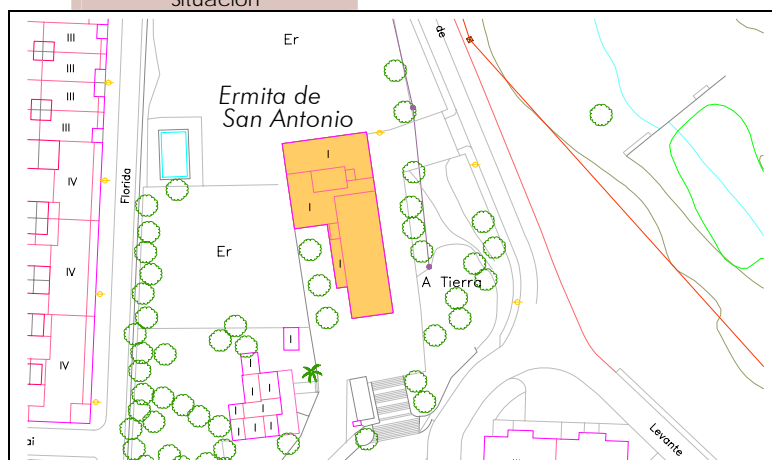 Situación
III
III
III
III
IV
IV
IV
Florida
Er
Ermita de
San Antonio
de
I
I
I
Er
A Tierra
I
I
I
I
I
I
I
I
I
Levante